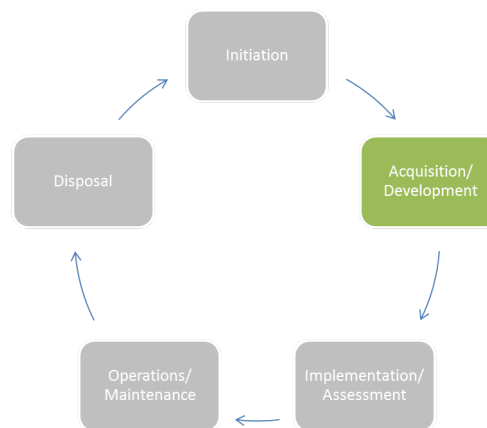 Initiation
Acquisition/
Development
Implementation/
Assessment
Operations/
Maintenance
Disposal